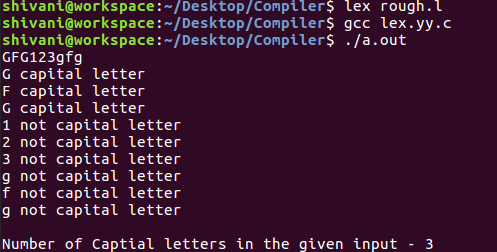 shivani@workspace:~/Desktop/Compiler$ lex rough.l
shivani@workspace:~/Desktop/Compiler$ gcc lex.yy.c
shivani@workspace:~/Desktop/Compiler$ ./a.out
GFG123gfg
G capital letter
F capital letter
G capital letter
1 not capital letter
2 not capital letter
3 not capital letter
g not capital letter
f not capital letter
g not capital letter
Number of Captial letters in the given input - 3